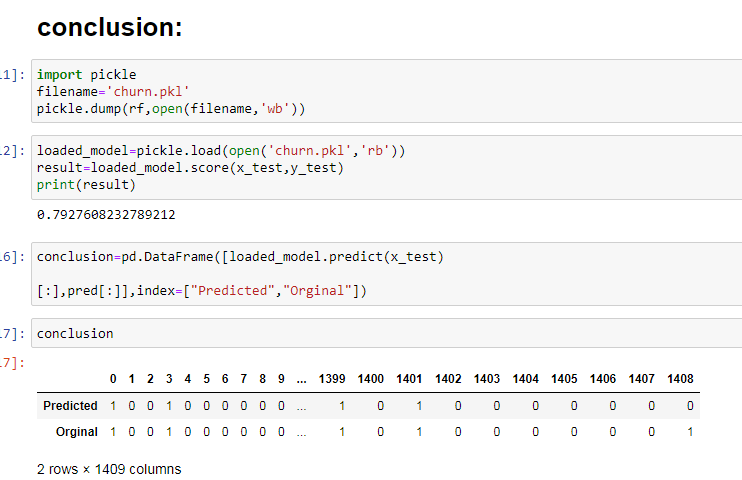 conclusion:
11]: import pickle
filename='churn.pkl'
pickle.dump(rf,open(filename,'wb'))
12]: loaded_model=pickle.load(open('churn.pkl','rb'))
result=loaded_model.score(x_test,y_test)
print(result)
0.7927608232789212
16]: conclusion=pd.DataFrame([loaded_model.predict(x_test)
[:],pred[:]],index=["Predicted","Orginal"])
17]: conclusion
17]:
0 1 2 3 4 5 6 7 8 9 ... 1399 1400 1401 1402 1403 1404 1405 1406 1407 1408
Predicted 1 0 0 1 0 0 0 0 0 0 ... 1 0 1 0 0 0 0 0 0 0
Orginal 1 0 0 1 0 0 0 0 0 0 ... 1 0 1 0 0 0 0 0 0 1
2 rows × 1409 columns